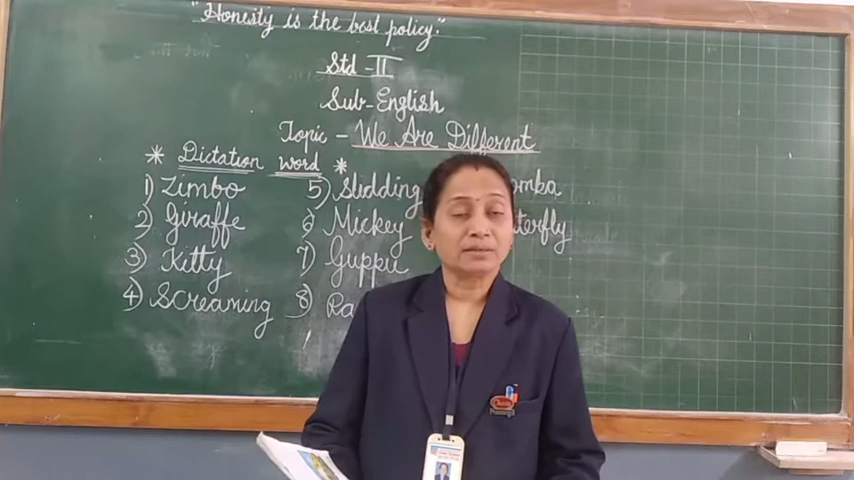 "Honesty is the best policy."
Std - II
Sub - English
Topic - We Are Different
* Dictation word *
1) Zimbo 5) Sludding
2) Giraffe 6) Mickey
3) Kitty 7) Guppu
4) Screaming 8)